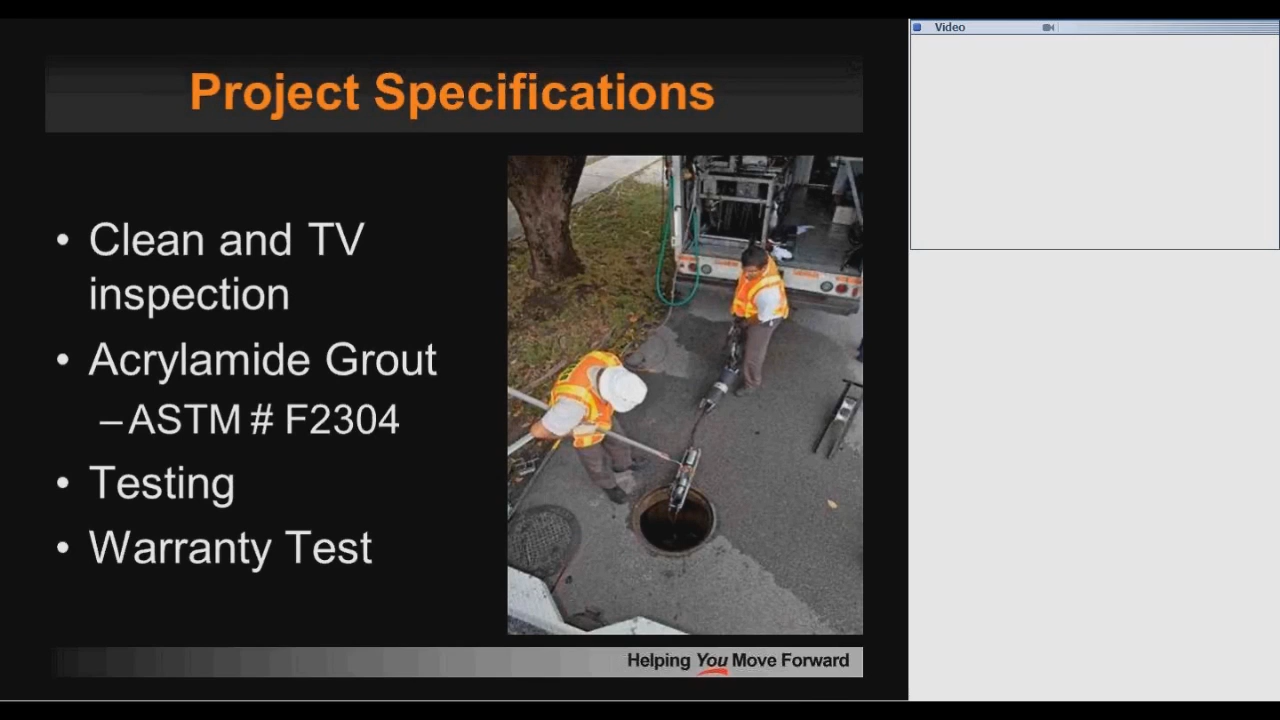 Project Specifications
Video
• Clean and TV
inspection
• Acrylamide Grout
– ASTM # F2304
• Testing
• Warranty Test
Helping You Move Forward